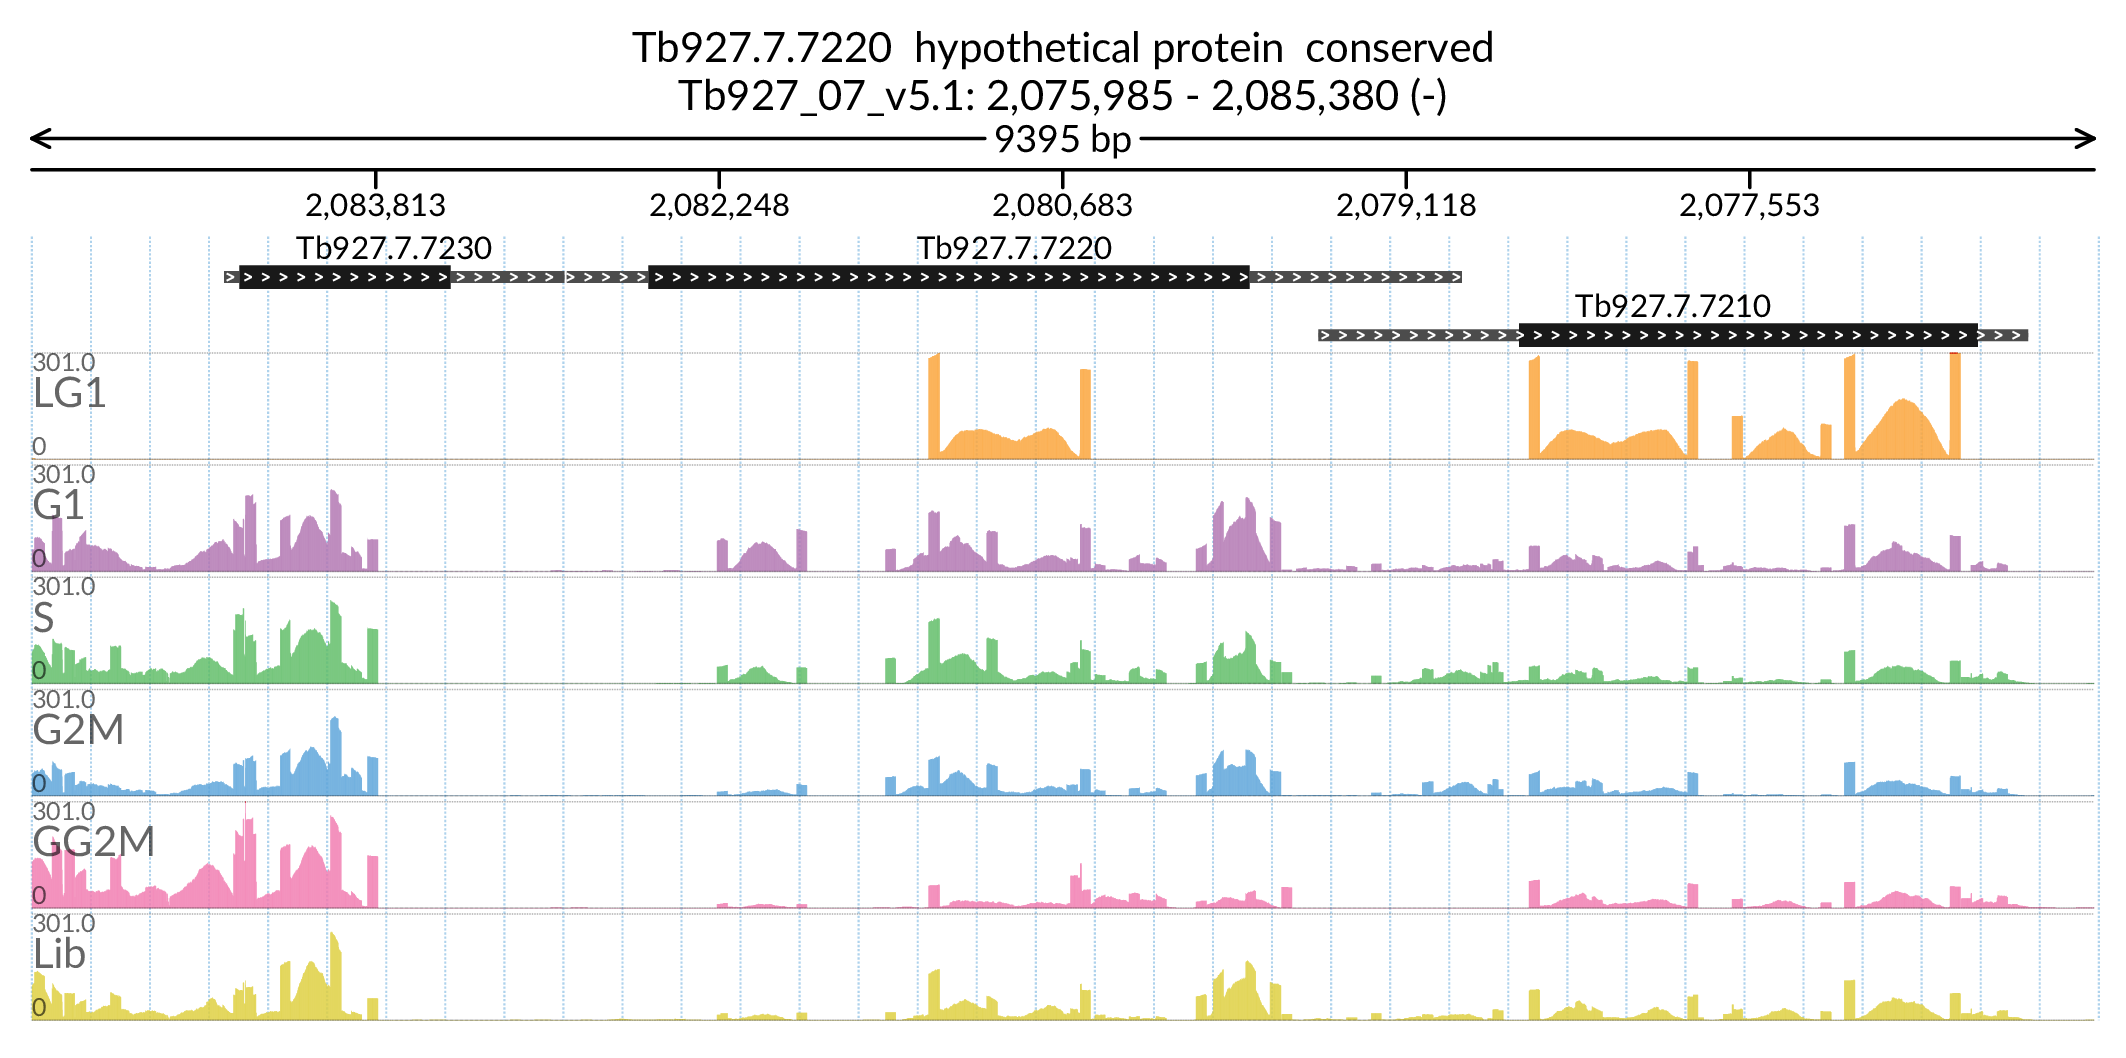 Tb927.7.7220 hypothetical protein conserved
Tb927_07_v5.1: 2,075,985 - 2,085,380 (-)
9395 bp
2,083,813 2,082,248 2,080,683 2,079,118 2,077,553
Tb927.7.7230 Tb927.7.7220
Tb927.7.7210
301.0
LG1
0
301.0
G1
0
301.0
S
0
301.0
G2M
0
301.0
GG2M
0
301.0
Lib
0